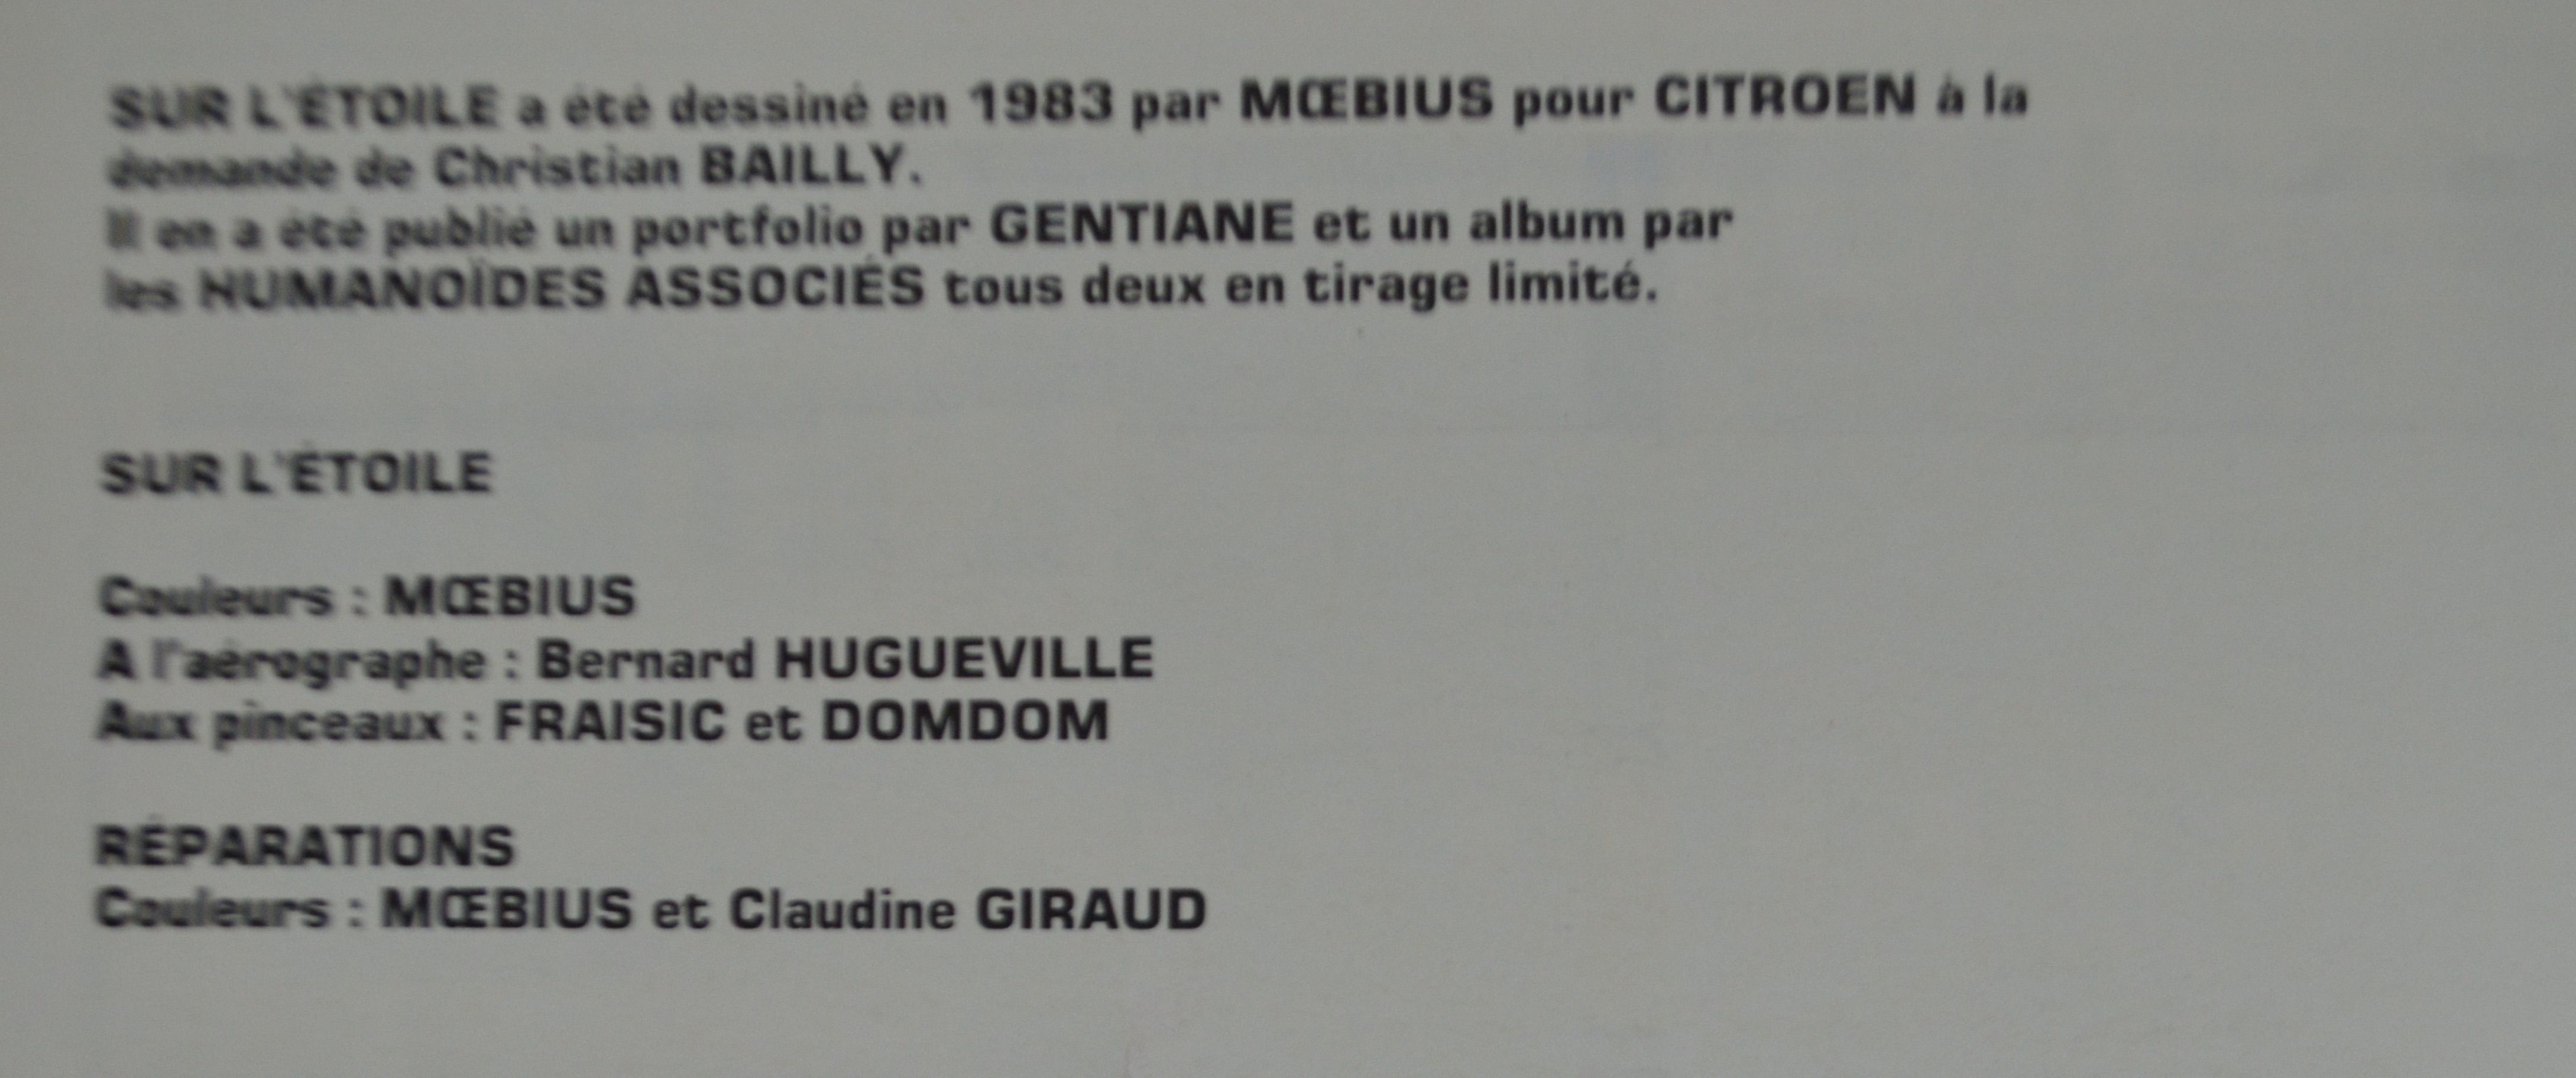 SUR L'ÉTOILE a été dessiné en 1983 par MŒBIUS pour CITROEN à la
demande de Christian BAILLY.
Il en a été publié un portfolio par GENTIANE et un album par
les HUMANOÏDES ASSOCIÉS tous deux en tirage limité.
SUR L'ÉTOILE
Couleurs : MŒBIUS
A l'aérographe : Bernard HUGUEVILLE
Aux pinceaux : FRAISIC et DOMDOM
RÉPARATIONS
Couleurs : MŒBIUS et Claudine GIRAUD